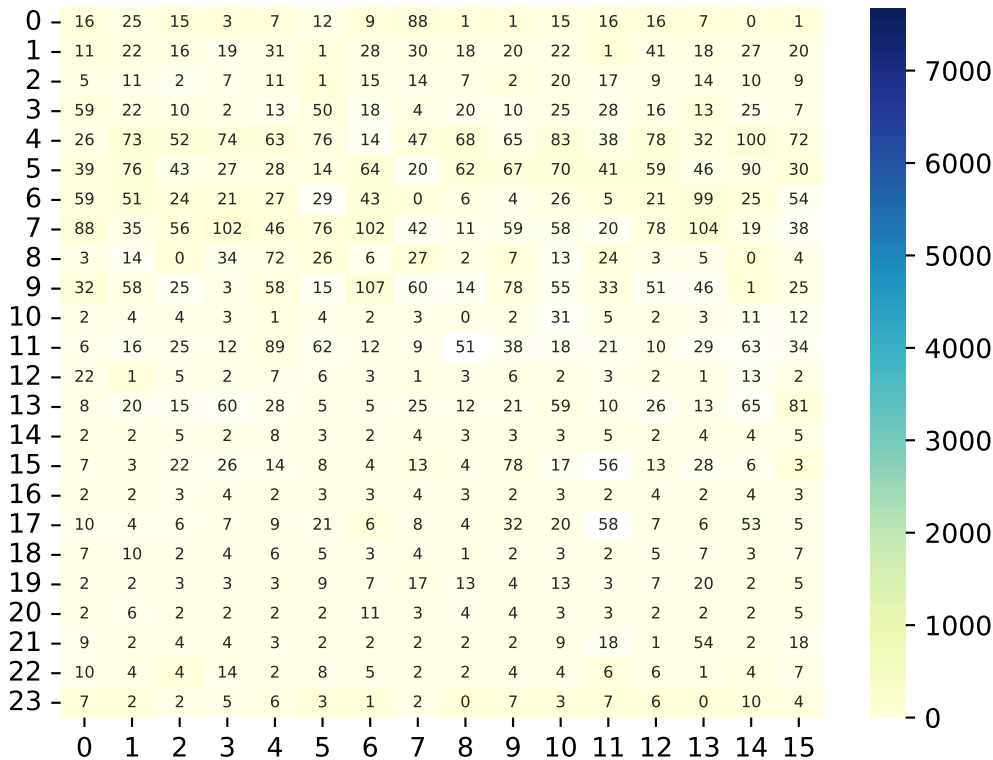 0 16 25 15 3 7 12 9 88 1 1 15 16 16 7 0 1
1 11 22 16 19 31 1 28 30 18 20 22 1 41 18 27 20
2 5 11 2 7 11 1 15 14 7 2 20 17 9 14 10 9
3 59 22 10 2 13 50 18 4 20 10 25 28 16 13 25 7
4 26 73 52 74 63 76 14 47 68 65 83 38 78 32 100 72
5 39 76 43 27 28 14 64 20 62 67 70 41 59 46 90 30
6 59 51 24 21 27 29 43 0 6 4 26 5 21 99 25 54
7 88 35 56 102 46 76 102 42 11 59 58 20 78 104 19 38
8 3 14 0 34 72 26 6 27 2 7 13 24 3 5 0 4
9 32 58 25 3 58 15 107 60 14 78 55 33 51 46 1 25
10 2 4 4 3 1 4 2 3 0 2 31 5 2 3 11 12
11 6 16 25 12 89 62 12 9 51 38 18 21 10 29 63 34
12 22 1 5 2 7 6 3 1 3 6 2 3 2 1 13 2
13 8 20 15 60 28 5 5 25 12 21 59 10 26 13 65 81
14 2 2 5 2 8 3 2 4 3 3 3 5 2 4 4 5
15 7 3 22 26 14 8 4 13 4 78 17 56 13 28 6 3
16 2 2 3 4 2 3 3 4 3 2 3 2 4 2 4 3
17 10 4 6 7 9 21 6 8 4 32 20 58 7 6 53 5
18 7 10 2 4 6 5 3 4 1 2 3 2 5 7 3 7
19 2 2 3 3 3 9 7 17 13 4 13 3 7 20 2 5
20 2 6 2 2 2 2 11 3 4 4 3 3 2 2 2 5
21 9 2 4 4 3 2 2 2 2 2 9 18 1 54 2 18
22 10 4 4 14 2 8 5 2 2 4 4 6 6 1 4 7
23 7 2 2 5 6 3 1 2 0 7 3 7 6 0 10 4
0 1 2 3 4 5 6 7 8 9 10 11 12 13 14 15
7000
6000
5000
4000
3000
2000
1000
0